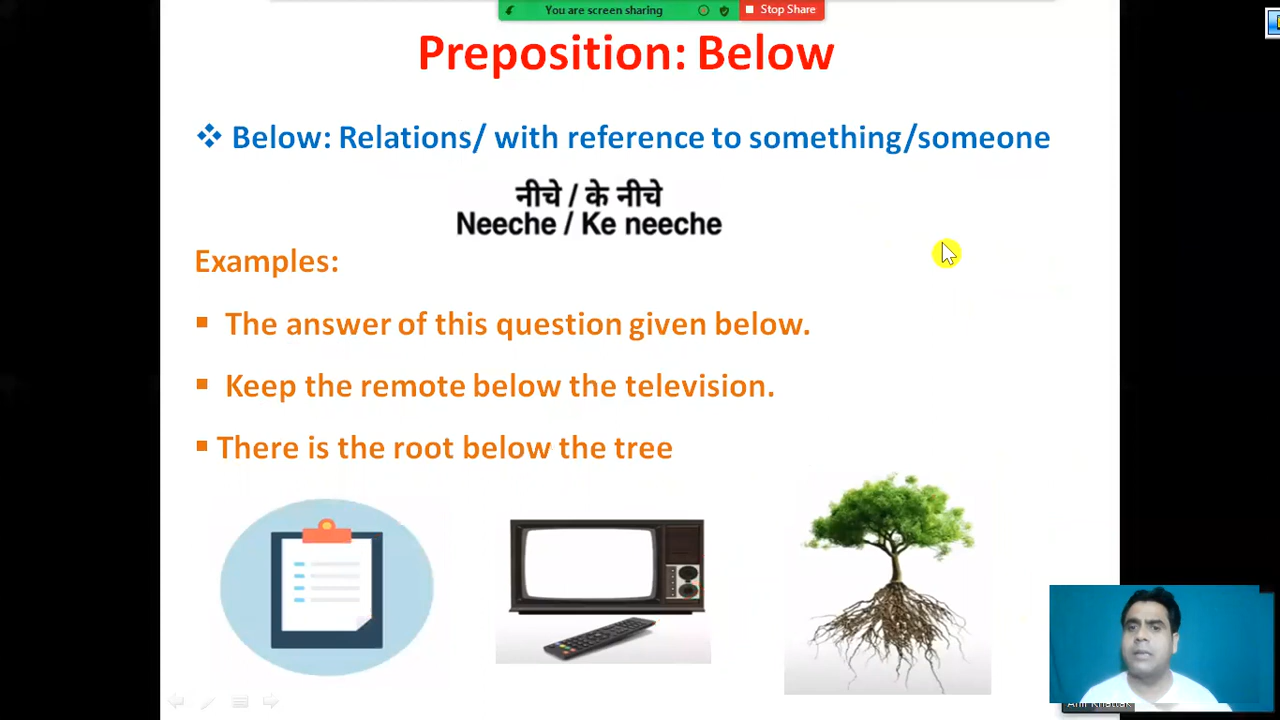 You are screen sharing
Stop Share
Preposition: Below
❖ Below: Relations/ with reference to something/someone
नीचे / के नीचे
Neeche / Ke neeche
Examples:
▪ The answer of this question given below.
▪ Keep the remote below the television.
▪ There is the root below the tree